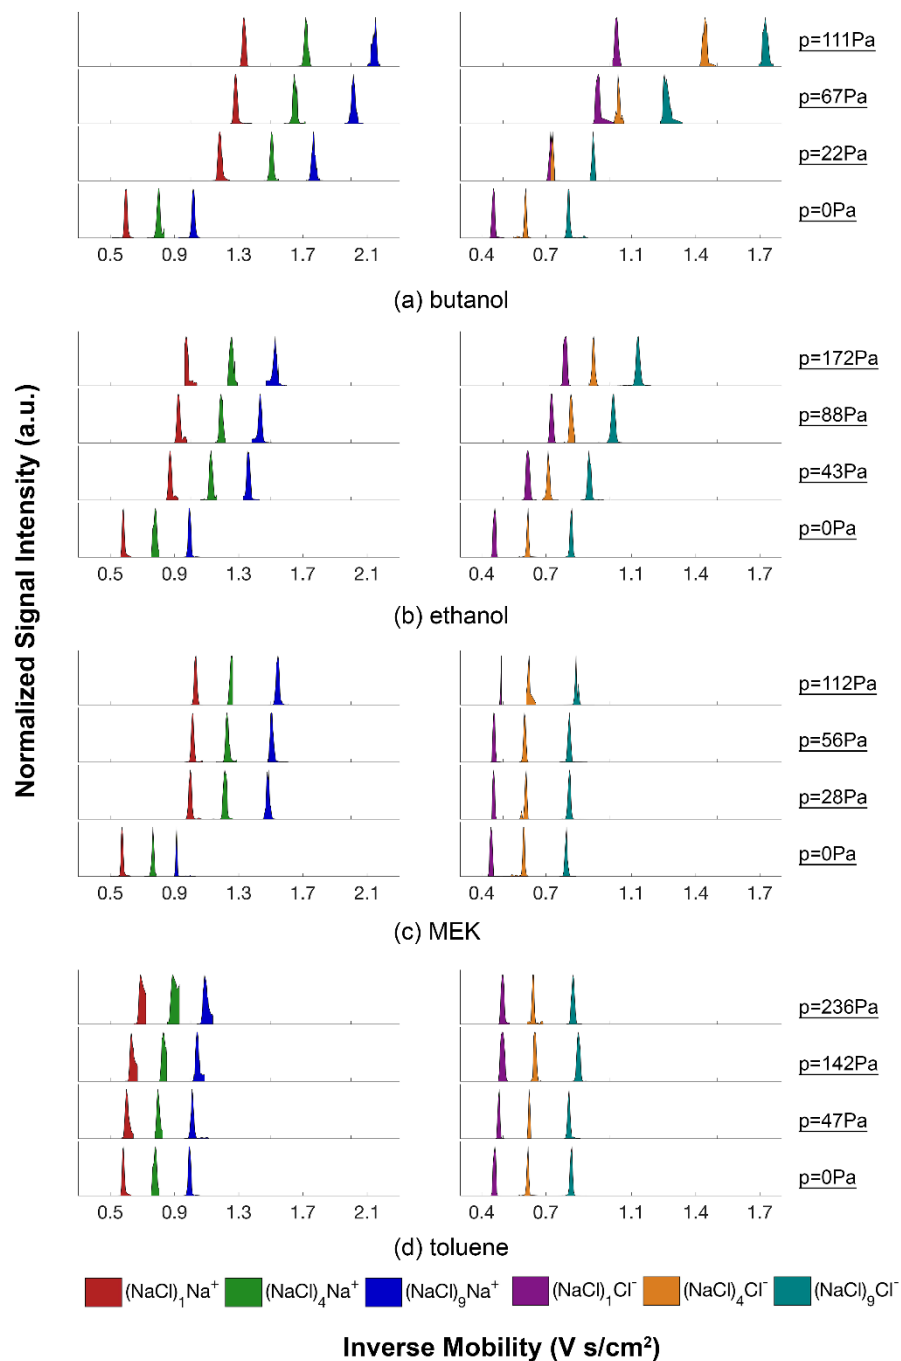 p=111Pa
p=67Pa
p=22Pa
p=0Pa
0.5 0.9 1.3 1.7 2.1 0.4 0.7 1.1 1.4 1.7
(a) butanol
p=172Pa
p=88Pa
p=43Pa
p=0Pa
0.5 0.9 1.3 1.7 2.1 0.4 0.7 1.1 1.4 1.7
(b) ethanol
Normalized Signal Intensity (a.u.)
p=112Pa
p=56Pa
p=28Pa
p=0Pa
0.5 0.9 1.3 1.7 2.1 0.4 0.7 1.1 1.4 1.7
(c) MEK
p=236Pa
p=142Pa
p=47Pa
p=0Pa
0.5 0.9 1.3 1.7 2.1 0.4 0.7 1.1 1.4 1.7
(d) toluene
(NaCl)₁Na⁺ (NaCl)₄Na⁺ (NaCl)₉Na⁺ (NaCl)₁Cl⁻ (NaCl)₄Cl⁻ (NaCl)₉Cl⁻
Inverse Mobility (V s/cm²)